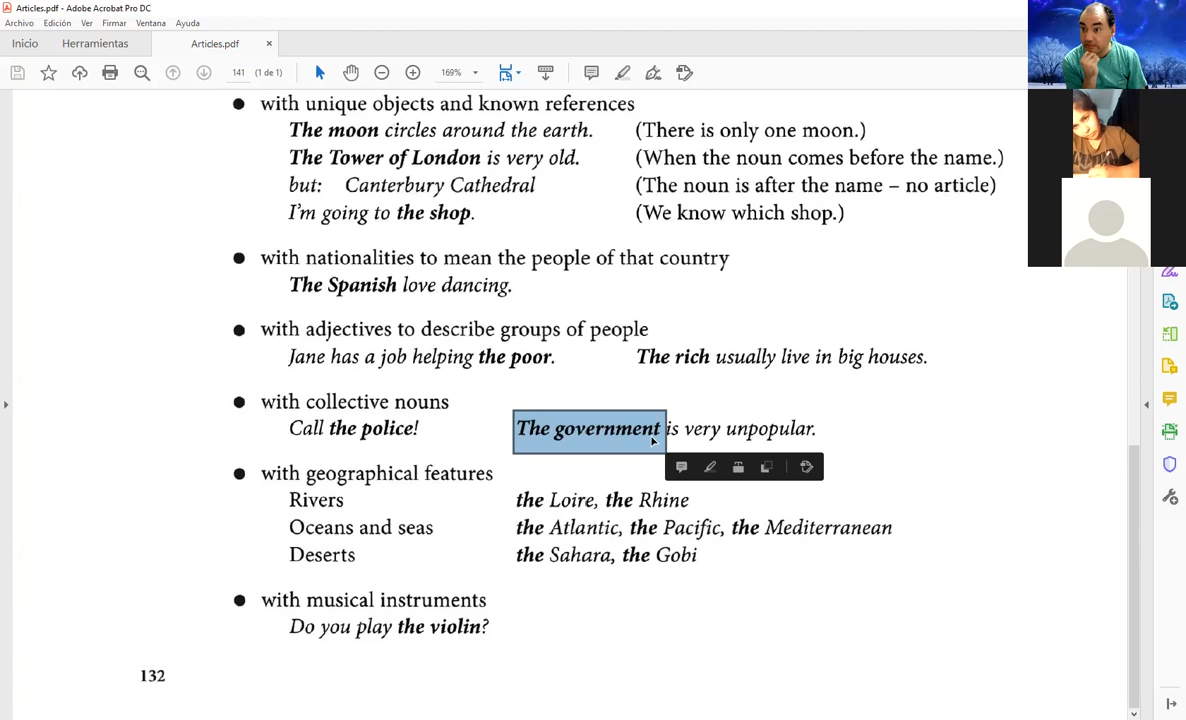 Articles.pdf - Adobe Acrobat Pro DC
Archivo Edición Ver Firmar Ventana Ayuda
Inicio Herramientas Articles.pdf ×
141 (1 de 1) 169%
● with unique objects and known references
The moon circles around the earth. (There is only one moon.)
The Tower of London is very old. (When the noun comes before the name.)
but: Canterbury Cathedral (The noun is after the name – no article)
I'm going to the shop. (We know which shop.)
● with nationalities to mean the people of that country
The Spanish love dancing.
● with adjectives to describe groups of people
Jane has a job helping the poor. The rich usually live in big houses.
● with collective nouns
Call the police! The government is very unpopular.
● with geographical features
Rivers the Loire, the Rhine
Oceans and seas the Atlantic, the Pacific, the Mediterranean
Deserts the Sahara, the Gobi
● with musical instruments
Do you play the violin?
132